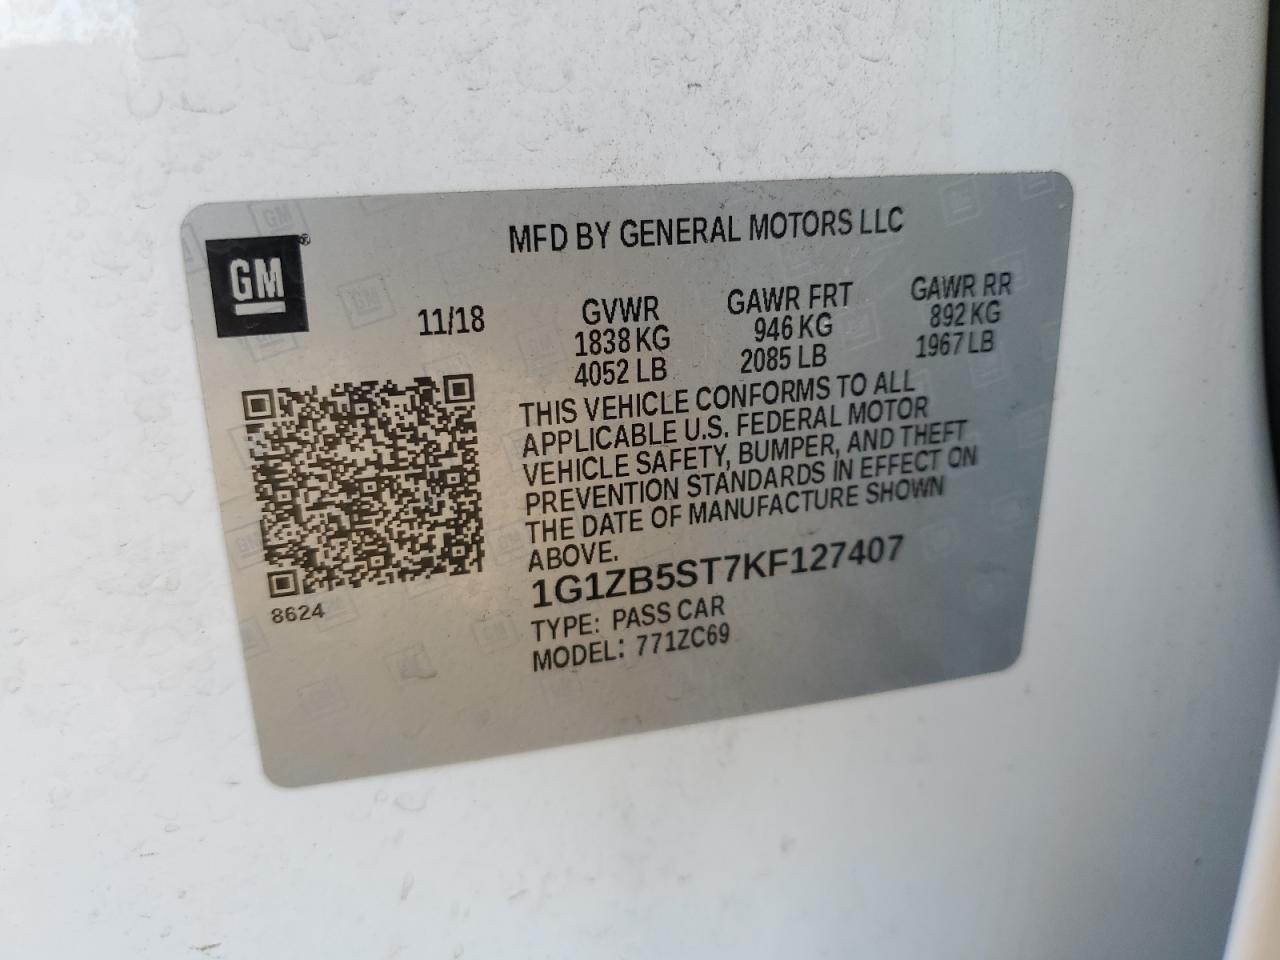 GM®
MFD BY GENERAL MOTORS LLC
11/18
GVWR
1838 KG
4052 LB
GAWR FRT
946 KG
2085 LB
GAWR RR
892 KG
1967 LB
THIS VEHICLE CONFORMS TO ALL
APPLICABLE U.S. FEDERAL MOTOR
VEHICLE SAFETY, BUMPER, AND THEFT
PREVENTION STANDARDS IN EFFECT ON
THE DATE OF MANUFACTURE SHOWN
ABOVE.
1G1ZB5ST7KF127407
TYPE: PASS CAR
MODEL: 771ZC69
8624